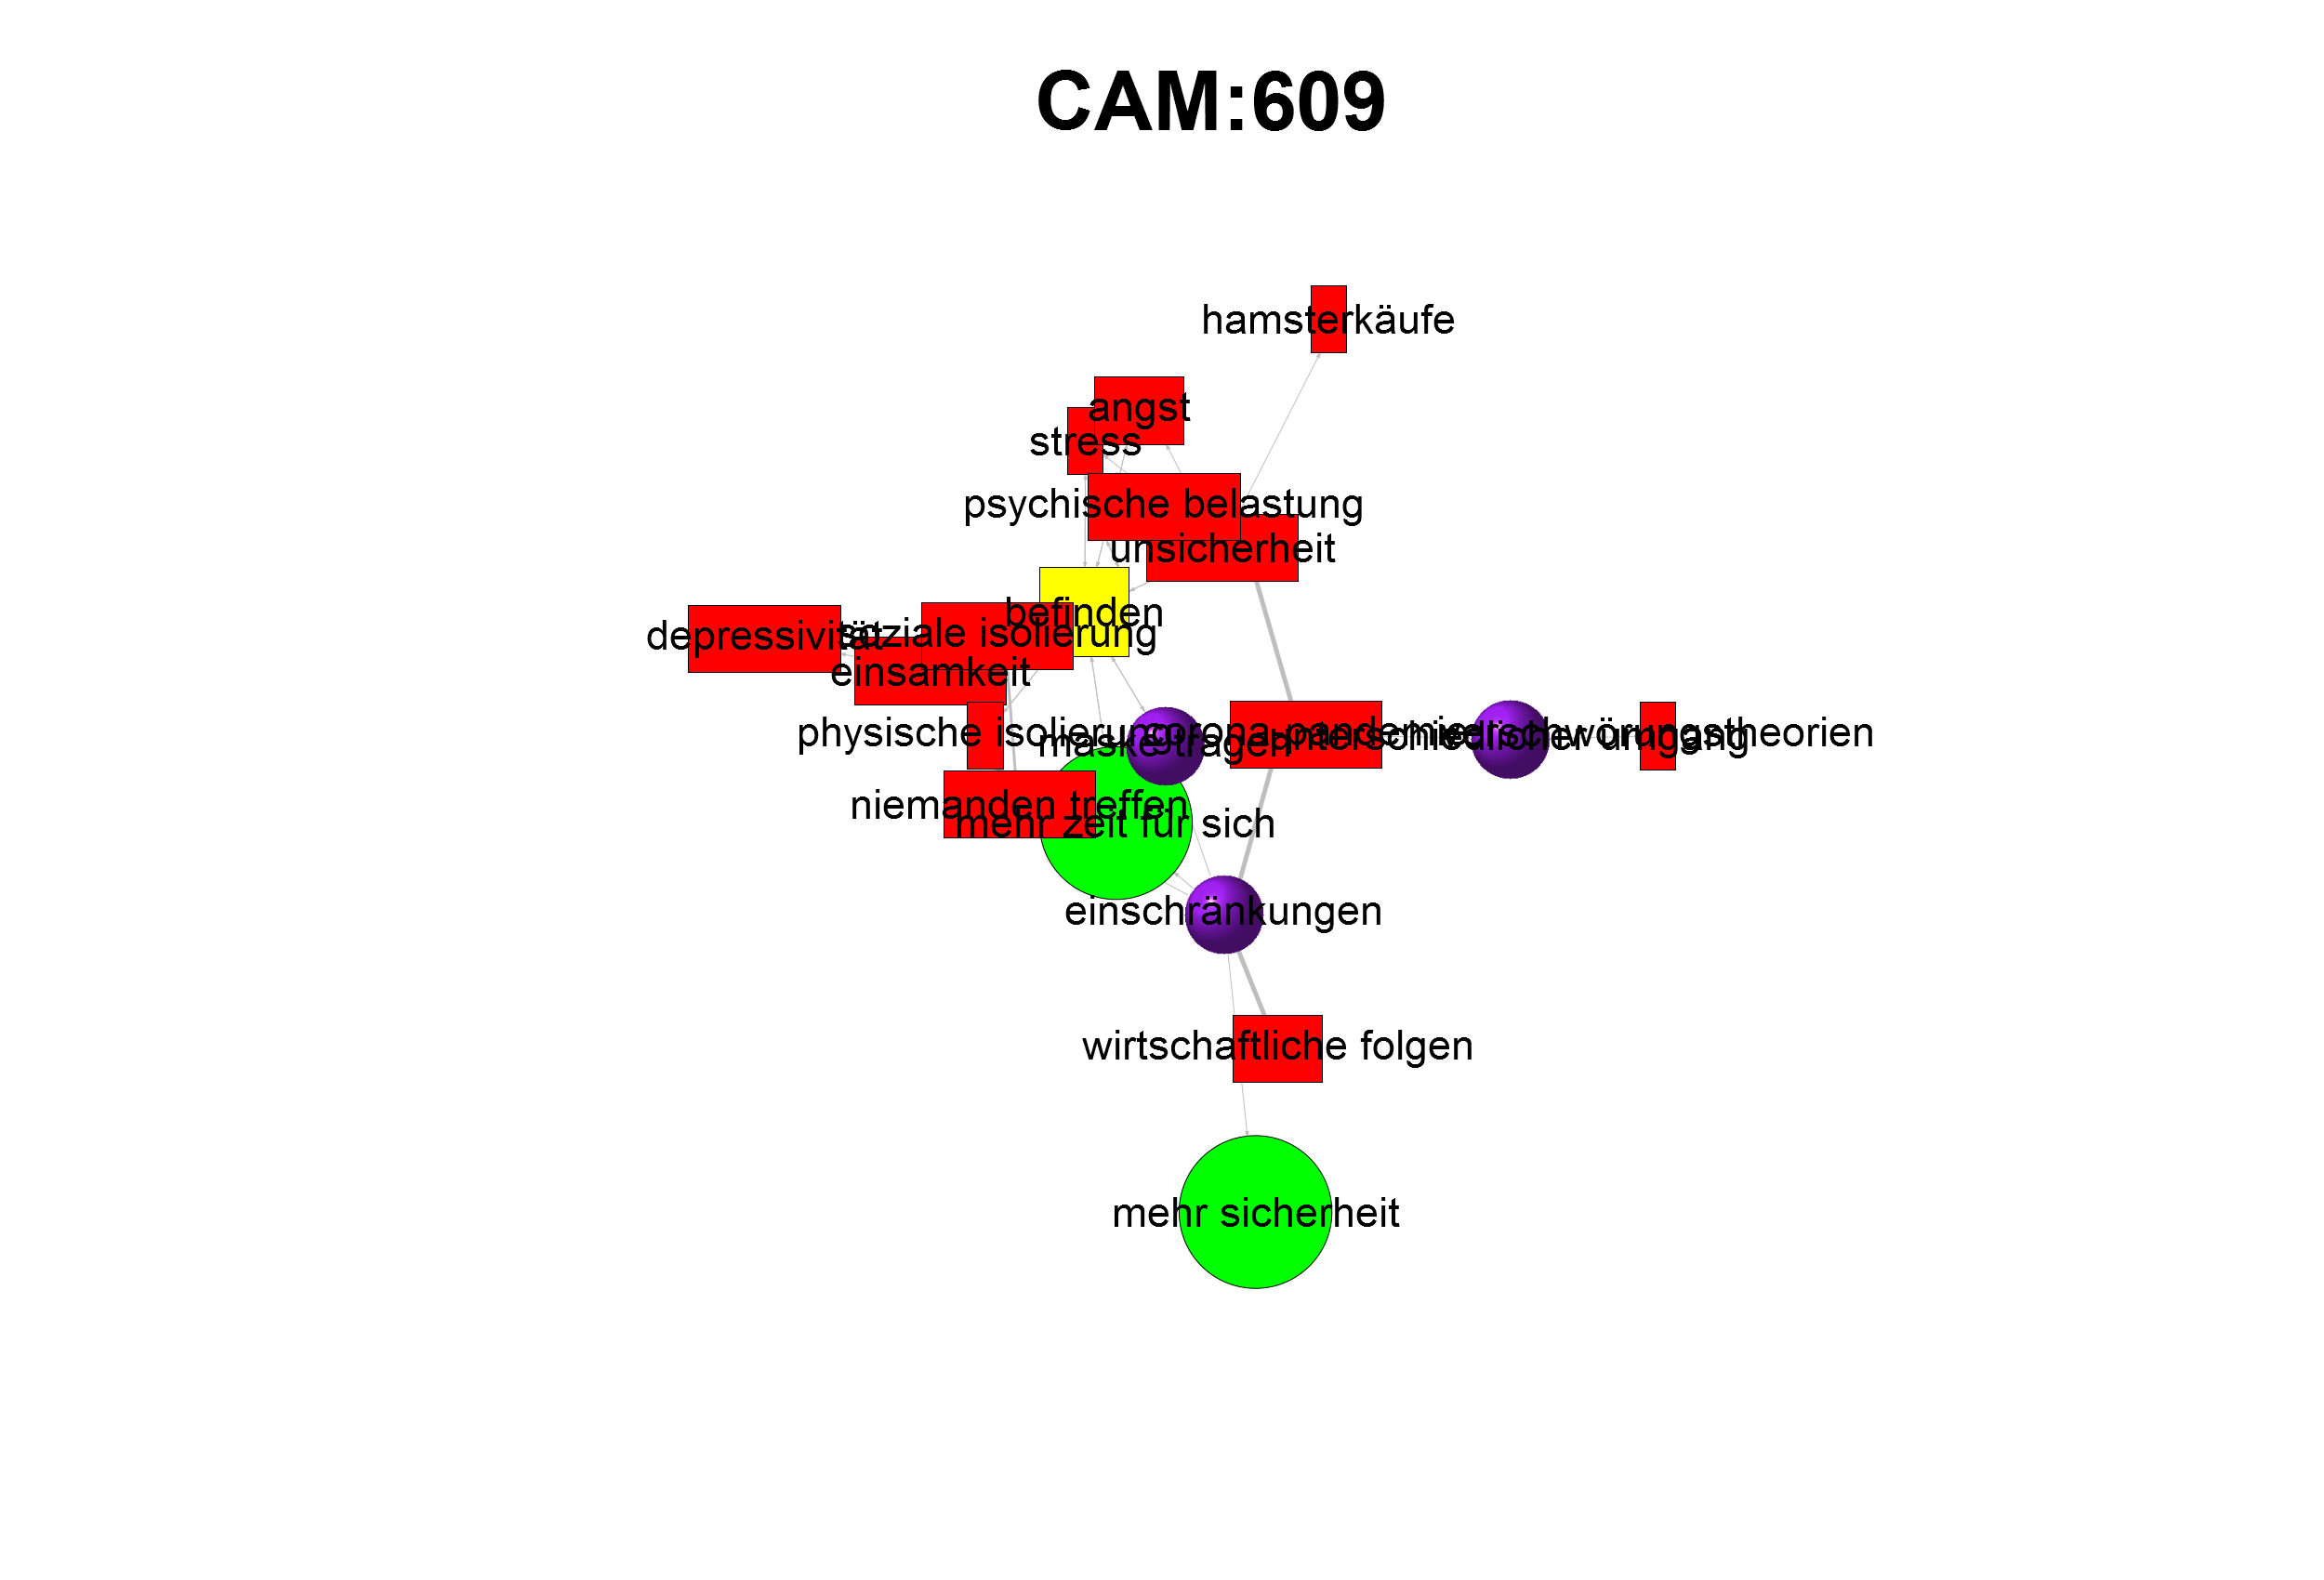 CAM:609
hamsterkäufe
angst
stress
psychische belastung
unsicherheit
befinden
depressivität
soziale isolierung
einsamkeit
physische isolierung
corona-pandemie
verschwörungstheorien
maske tragen
unterschiedlicher umgang
niemanden treffen
mehr zeit für sich
einschränkungen
wirtschaftliche folgen
mehr sicherheit